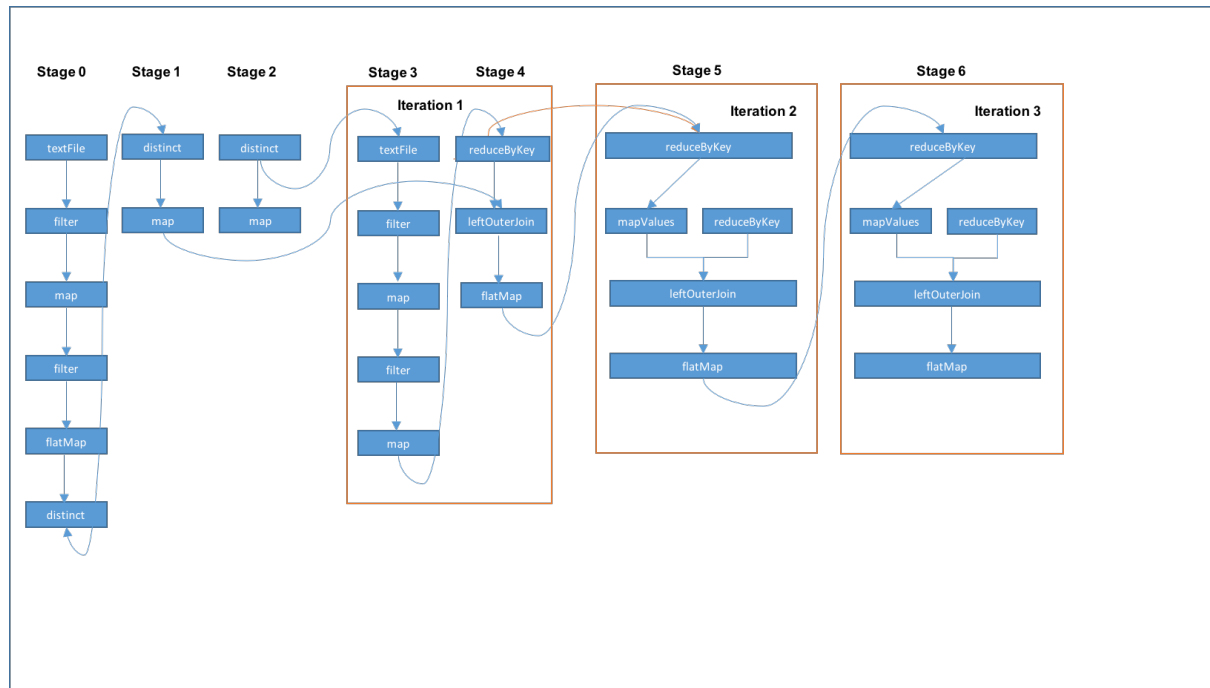 Stage 0
Stage 1
Stage 2
Stage 3
Stage 4
Stage 5
Stage 6
Iteration 1
Iteration 2
Iteration 3
textFile
distinct
distinct
textFile
reduceByKey
reduceByKey
reduceByKey
filter
map
map
filter
leftOuterJoin
mapValues
reduceByKey
mapValues
reduceByKey
map
map
flatMap
leftOuterJoin
leftOuterJoin
filter
filter
flatMap
flatMap
flatMap
map
distinct